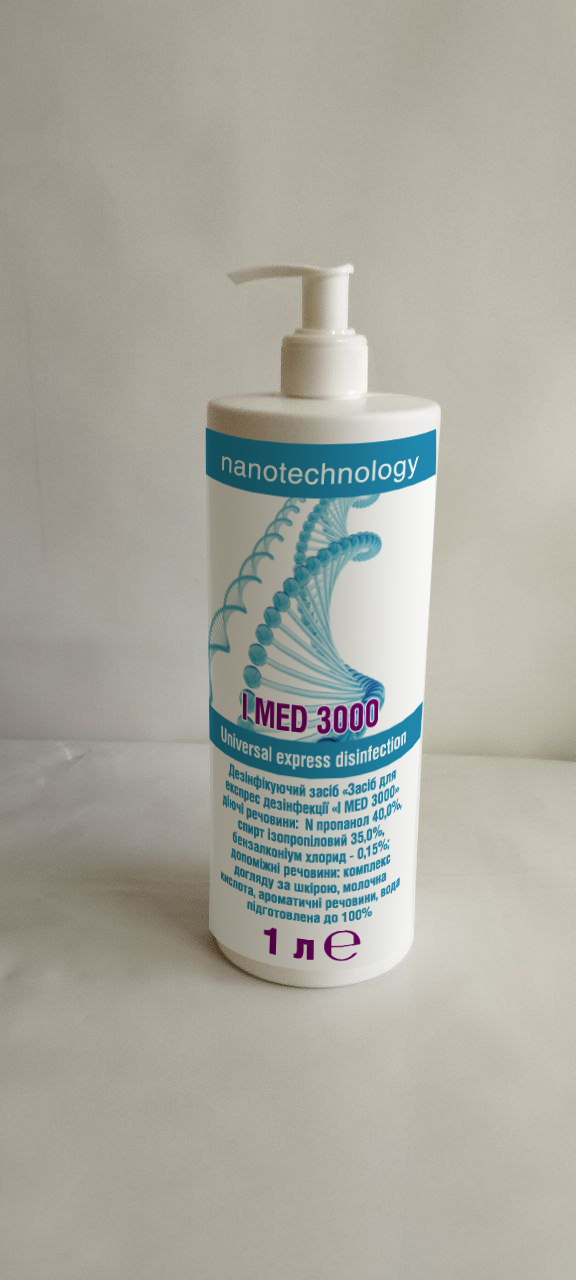 nanotechnology
I MED 3000
Universal express disinfection
Дезінфікуючий засіб «Засіб для
експрес дезінфекції «I MED 3000»
діючі речовини: N пропанол 40,0%,
спирт ізопропіловий 35,0%,
бензалконіум хлорид - 0,15%;
допоміжні речовини: комплекс
догляду за шкірою, молочна
кислота, ароматичні речовини, вода
підготовлена до 100%
1 л ℮